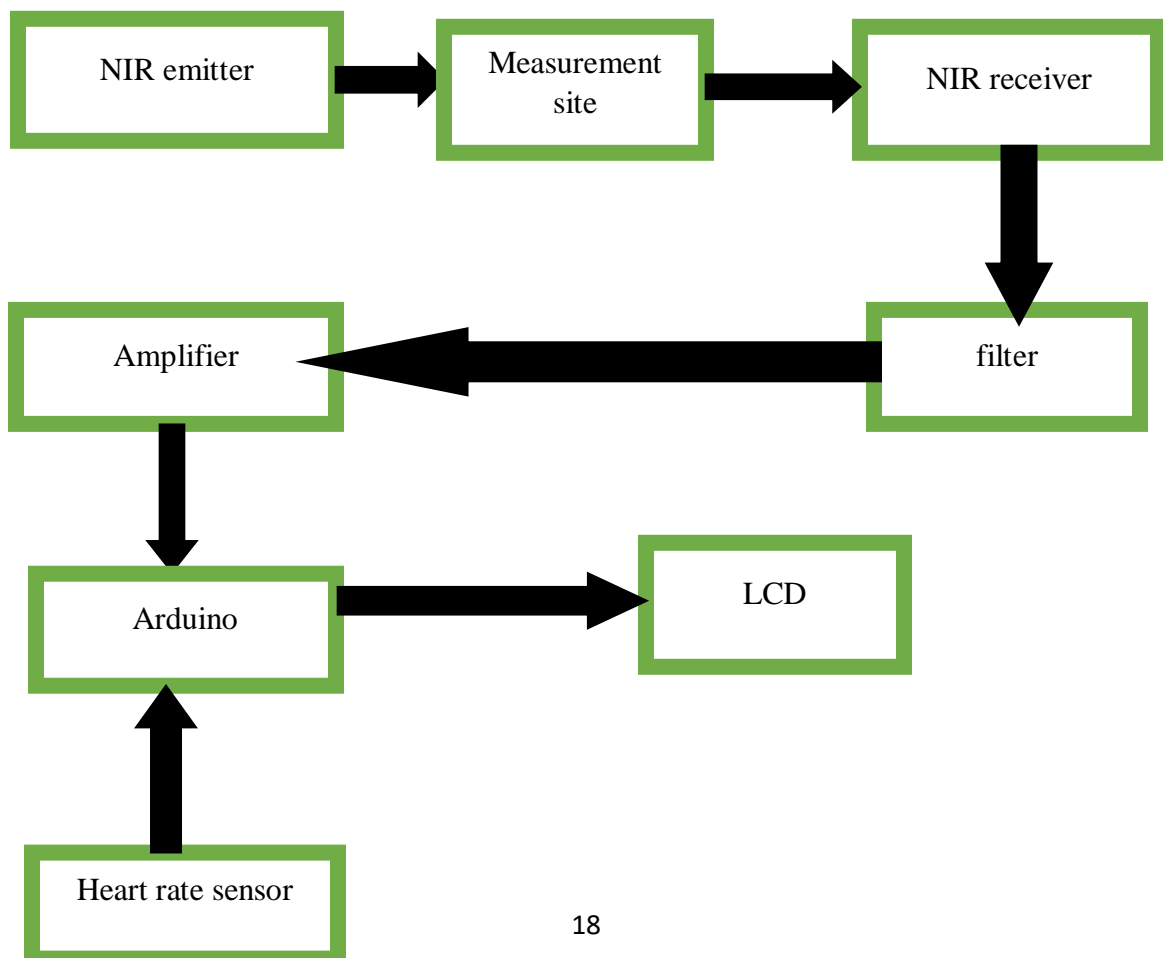 NIR emitter
Measurement
site
NIR receiver
Amplifier
filter
Arduino
LCD
Heart rate sensor
18